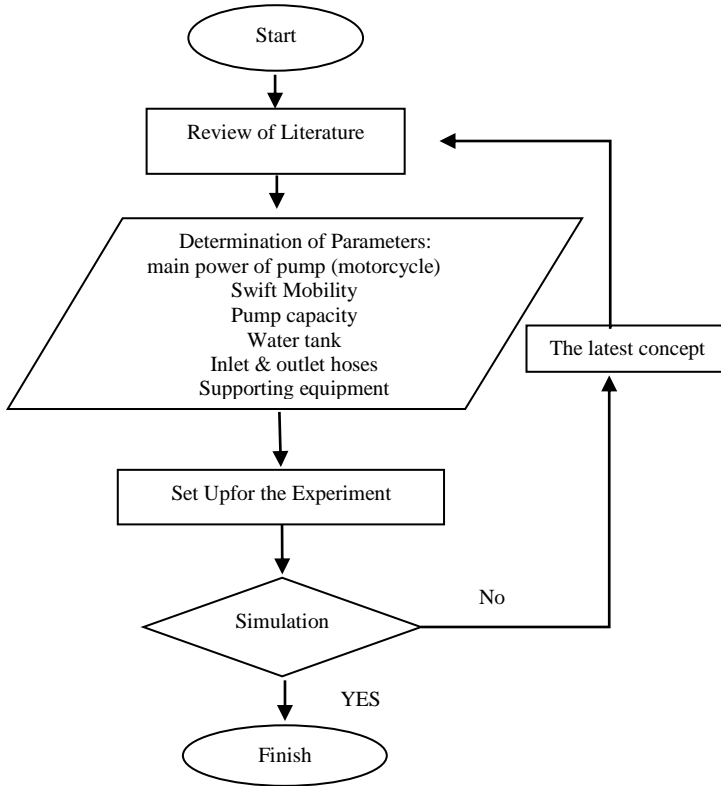 Start
Review of Literature
Determination of Parameters:
main power of pump (motorcycle)
Swift Mobility
Pump capacity
Water tank
Inlet & outlet hoses
Supporting equipment
The latest concept
Set Upfor the Experiment
Simulation
No
YES
Finish